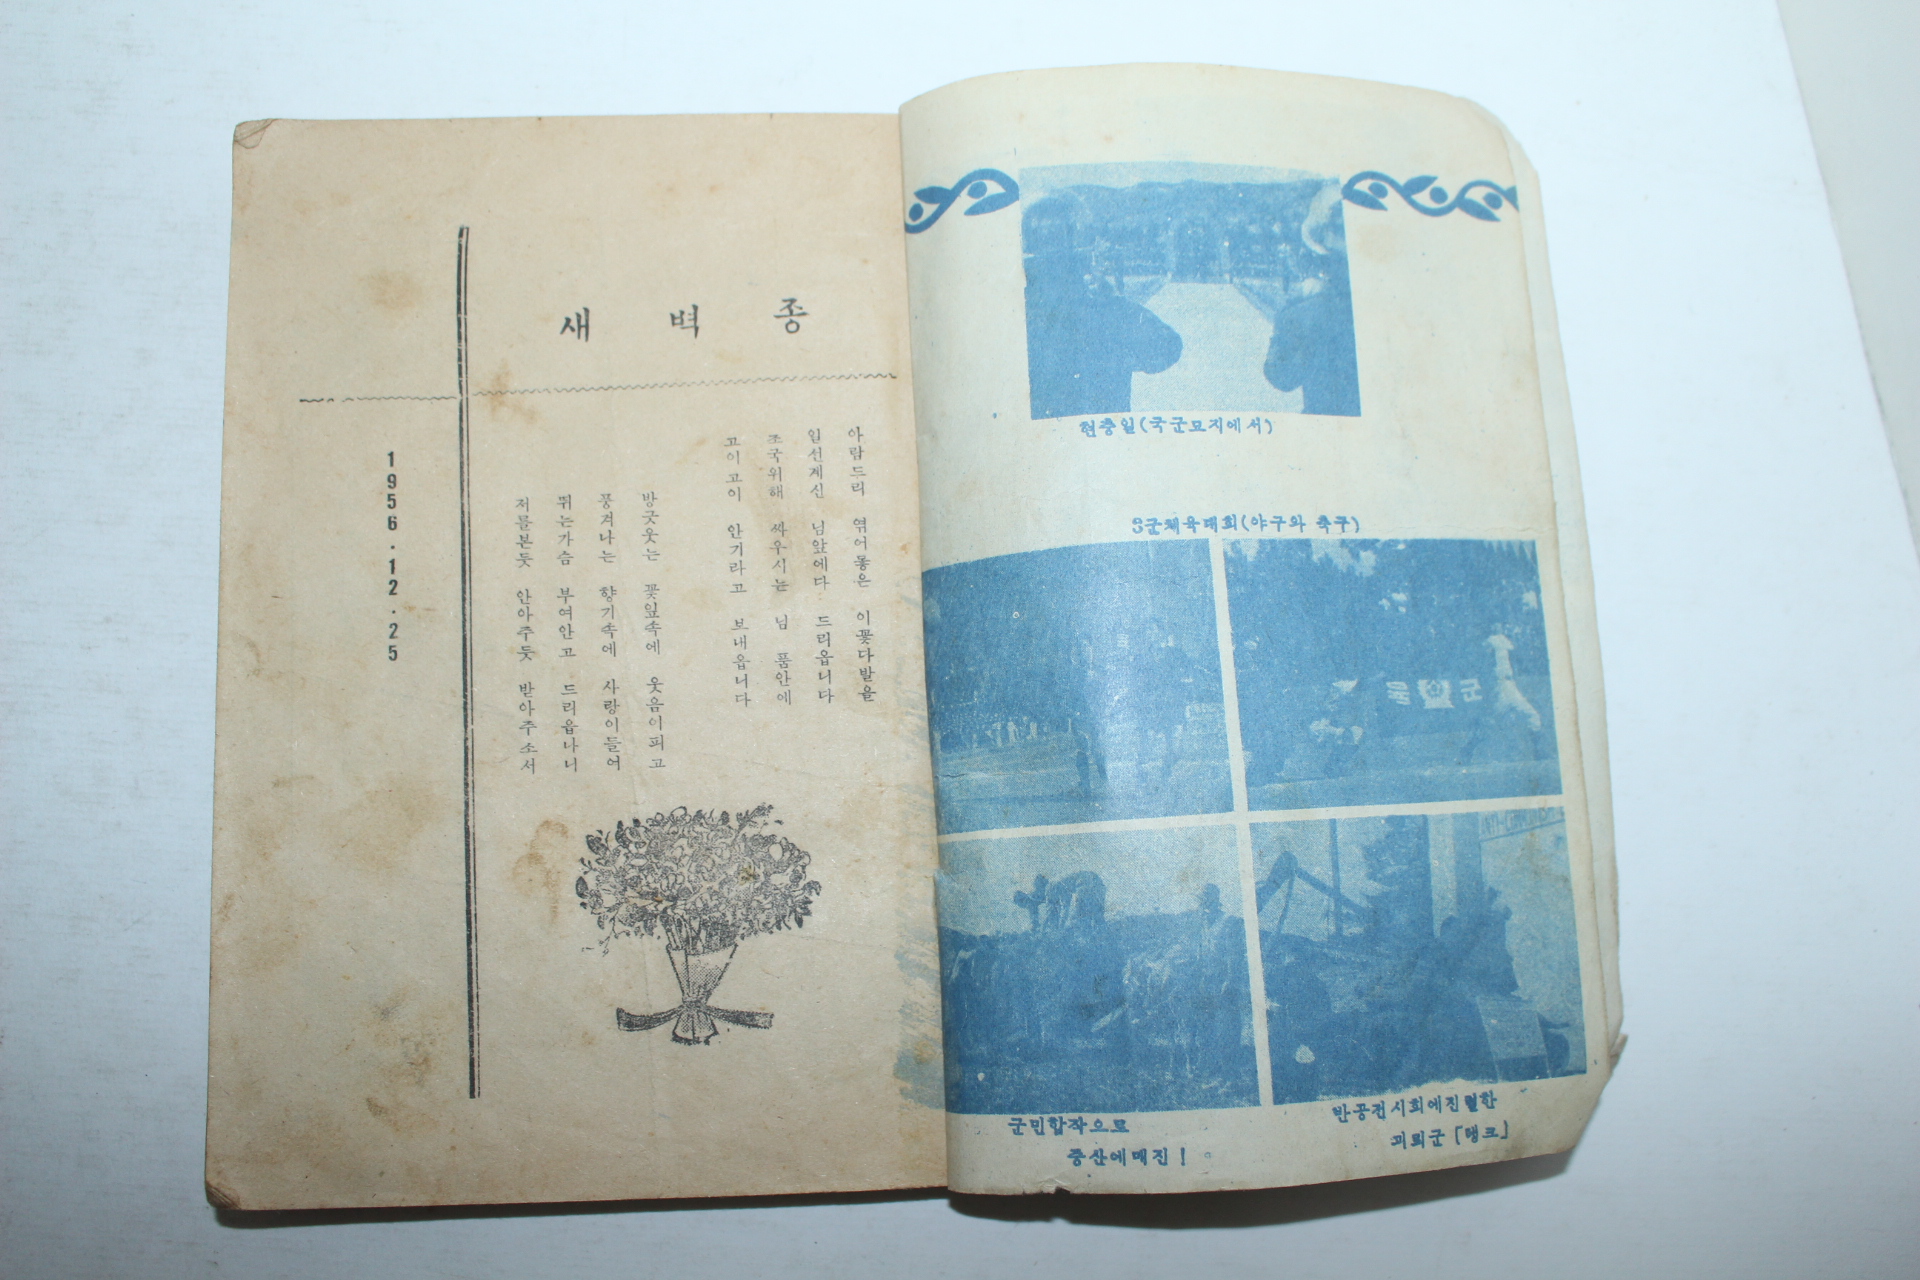 새벽종
아람드리 엮어뫃은 이꽃다발을
일선계신 님앞에다 드리옵니다
조국위해 싸우시는 님 품안에
고이고이 안기라고 보내옵니다
방긋웃는 꽃잎속에 웃음이피고
풍겨나는 향기속에 사랑이들여
뛰는가슴 부여안고 드리옵나니
저를본듯 안아주듯 받아주소서
1956.12.25
현충일(국군묘지에서)
3군체육대회(야구와 축구)
군
군민합작으로
증산에매진!
반공전시회에진열한
괴뢰군「탱크」